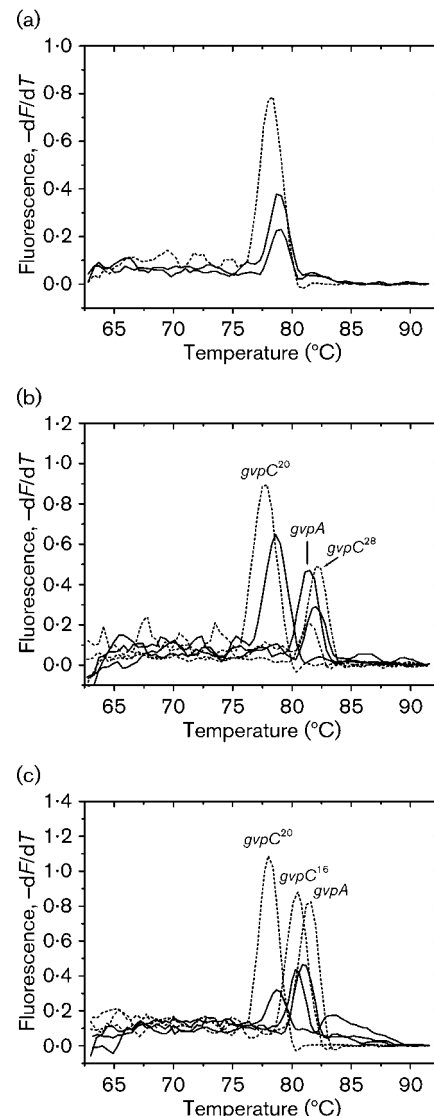 (a)
1·0
0·8
0·6
0·4
0·2
0·0
Fluorescence, –dF/dT
65 70 75 80 85 90
Temperature (°C)
(b)
1·2
1·0
0·8
0·6
0·4
0·2
0·0
Fluorescence, –dF/dT
gvpC²⁰
gvpA
gvpC²⁸
65 70 75 80 85 90
Temperature (°C)
(c)
1·4
1·2
1·0
0·8
0·6
0·4
0·2
0·0
Fluorescence, –dF/dT
gvpC²⁰
gvpC¹⁶
gvpA
65 70 75 80 85 90
Temperature (°C)